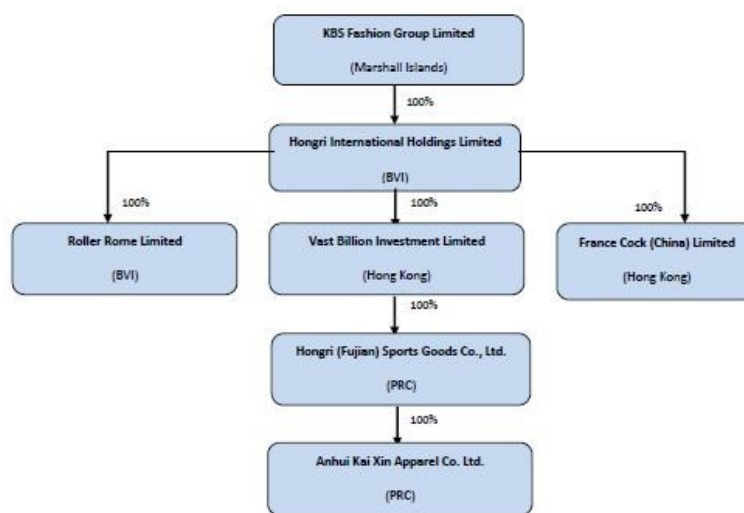 KBS Fashion Group Limited
(Marshall Islands)
100%
Hongri International Holdings Limited
(BVI)
100%
100%
100%
Roller Rome Limited
(BVI)
Vast Billion Investment Limited
(Hong Kong)
France Cock (China) Limited
(Hong Kong)
100%
Hongri (Fujian) Sports Goods Co., Ltd.
(PRC)
100%
Anhui Kai Xin Apparel Co. Ltd.
(PRC)